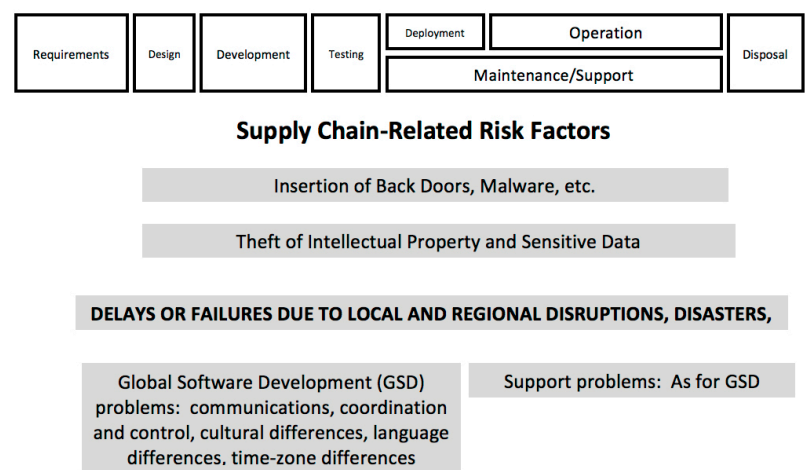 Requirements
Design
Development
Testing
Deployment
Operation
Maintenance/Support
Disposal
Supply Chain-Related Risk Factors
Insertion of Back Doors, Malware, etc.
Theft of Intellectual Property and Sensitive Data
DELAYS OR FAILURES DUE TO LOCAL AND REGIONAL DISRUPTIONS, DISASTERS,
Global Software Development (GSD)
problems: communications, coordination
and control, cultural differences, language
differences, time-zone differences
Support problems: As for GSD